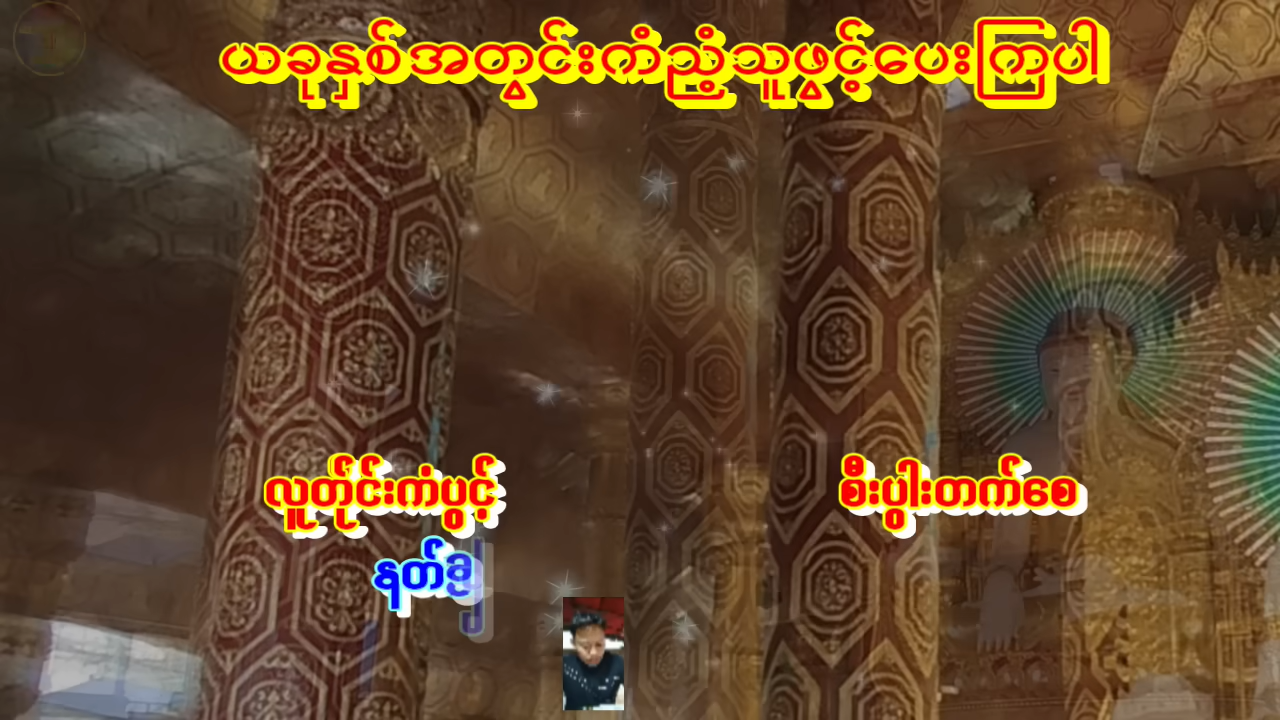 ယခုနှစ်အတွင်းကံညံ့သူဖွင့်ပေးကြပါ
လူတိုင်းကံပွင့်
စီးပွါးတက်စေ
နတ်